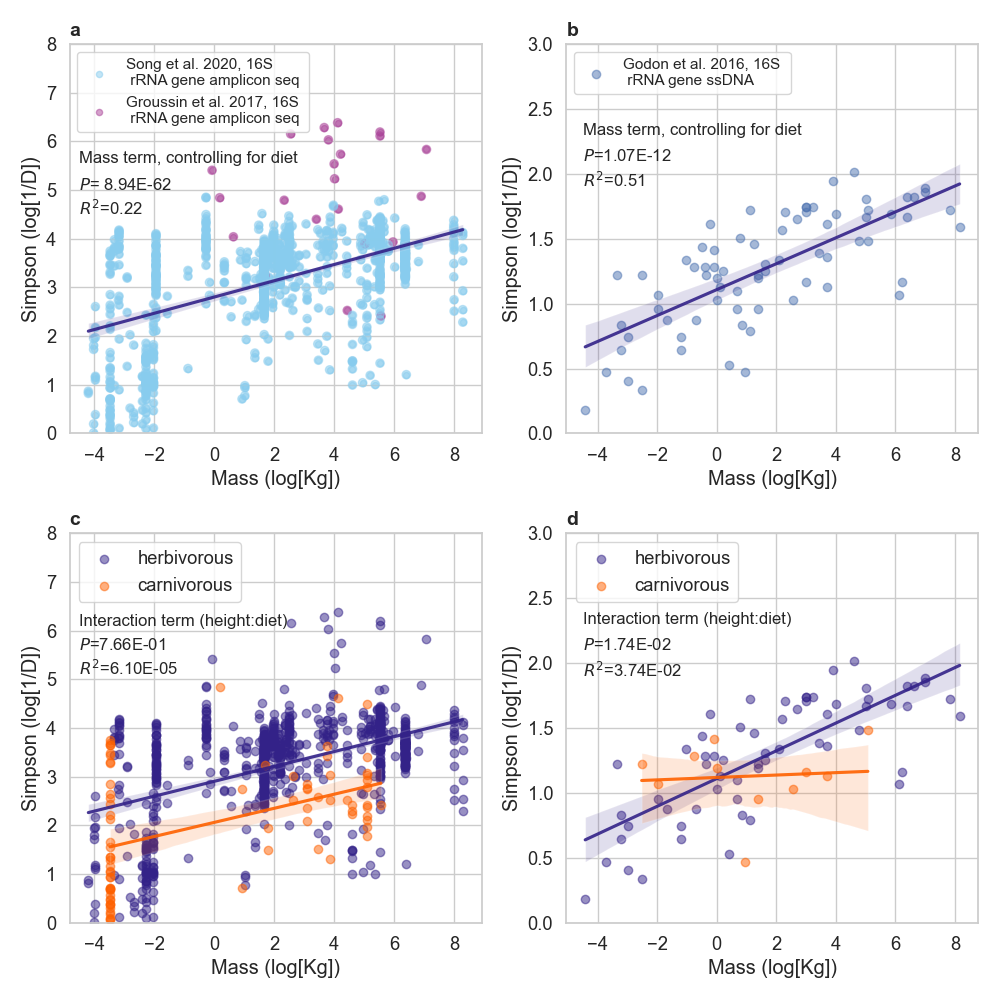 a
8
7
6
5
4
3
2
1
0
Simpson (log[1/D])
Song et al. 2020, 16S
rRNA gene amplicon seq
Groussin et al. 2017, 16S
rRNA gene amplicon seq
Mass term, controlling for diet
P= 8.94E-62
R²=0.22
−4 −2 0 2 4 6 8
Mass (log[Kg])
b
3.0
2.5
2.0
1.5
1.0
0.5
0.0
Simpson (log[1/D])
Godon et al. 2016, 16S
rRNA gene ssDNA
Mass term, controlling for diet
P=1.07E-12
R²=0.51
−4 −2 0 2 4 6 8
Mass (log[Kg])
c
8
7
6
5
4
3
2
1
0
Simpson (log[1/D])
herbivorous
carnivorous
Interaction term (height:diet)
P=7.66E-01
R²=6.10E-05
−4 −2 0 2 4 6 8
Mass (log[Kg])
d
3.0
2.5
2.0
1.5
1.0
0.5
0.0
Simpson (log[1/D])
herbivorous
carnivorous
Interaction term (height:diet)
P=1.74E-02
R²=3.74E-02
−4 −2 0 2 4 6 8
Mass (log[Kg])